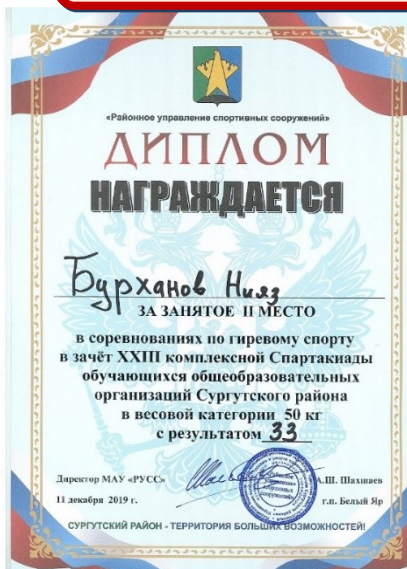 «Районное управление спортивных сооружений»
ДИПЛОМ
НАГРАЖДАЕТСЯ
Бурханов Нияз
ЗА ЗАНЯТОЕ II МЕСТО
в соревнованиях по гиревому спорту
в зачёт XXIII комплексной Спартакиады
обучающихся общеобразовательных
организаций Сургутского района
в весовой категории 50 кг
с результатом 33
Директор МАУ «РУСС» А.Ш. Шахшаев
11 декабря 2019 г. г.п. Белый Яр
СУРГУТСКИЙ РАЙОН - ТЕРРИТОРИЯ БОЛЬШИХ ВОЗМОЖНОСТЕЙ!